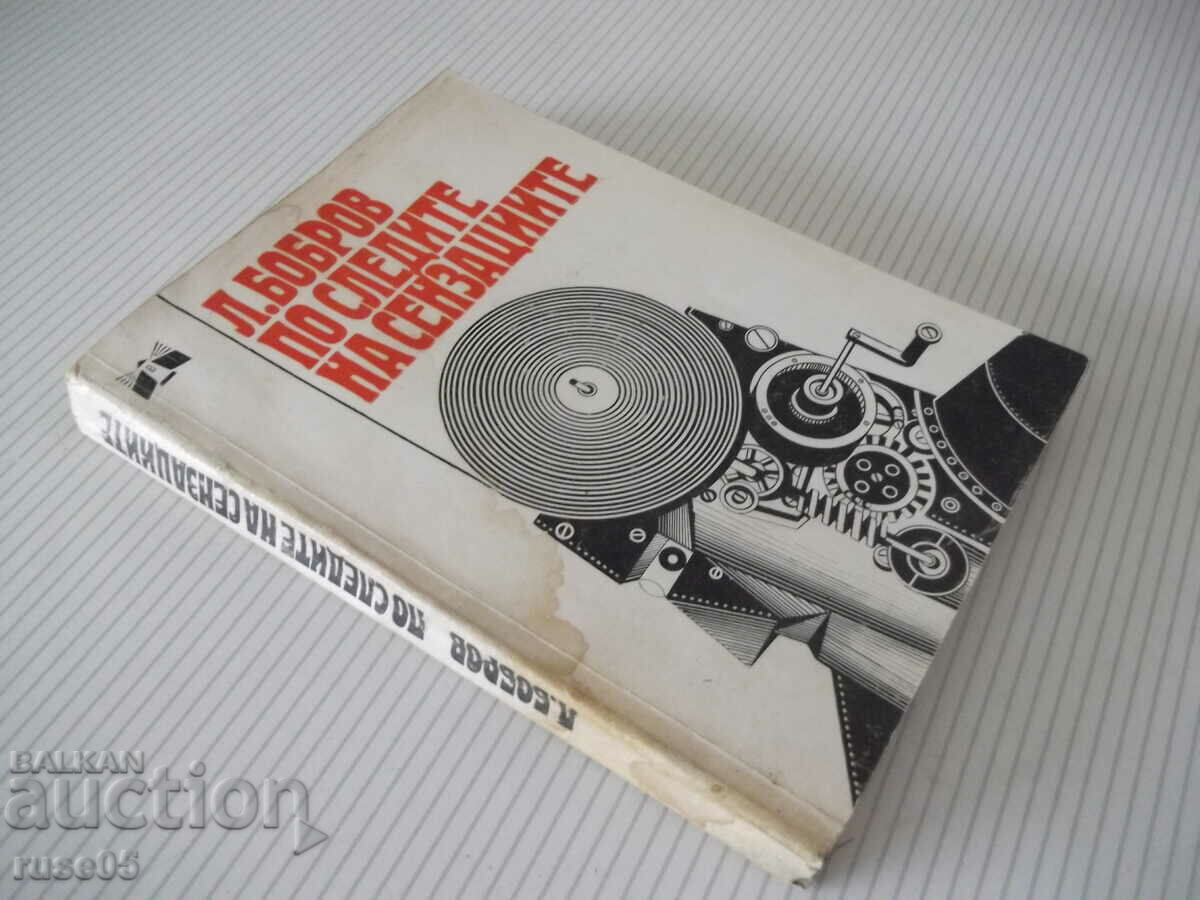 Л.БОБРОВ
ПО СЛЕДИТЕ
НА СЕНЗАЦИИТЕ
Л.БОБРОВ ПО СЛЕДИТЕ НА СЕНЗАЦИИТЕ
BALKAN
auction
ruse05